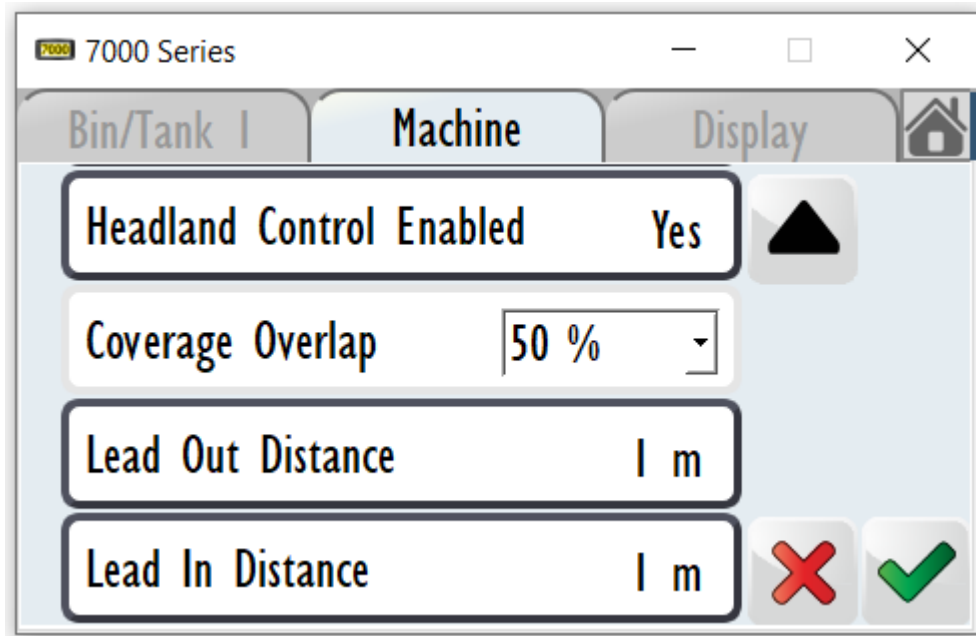 7000 7000 Series
Bin/Tank 1 Machine Display
Headland Control Enabled Yes
Coverage Overlap 50 %
Lead Out Distance 1 m
Lead In Distance 1 m